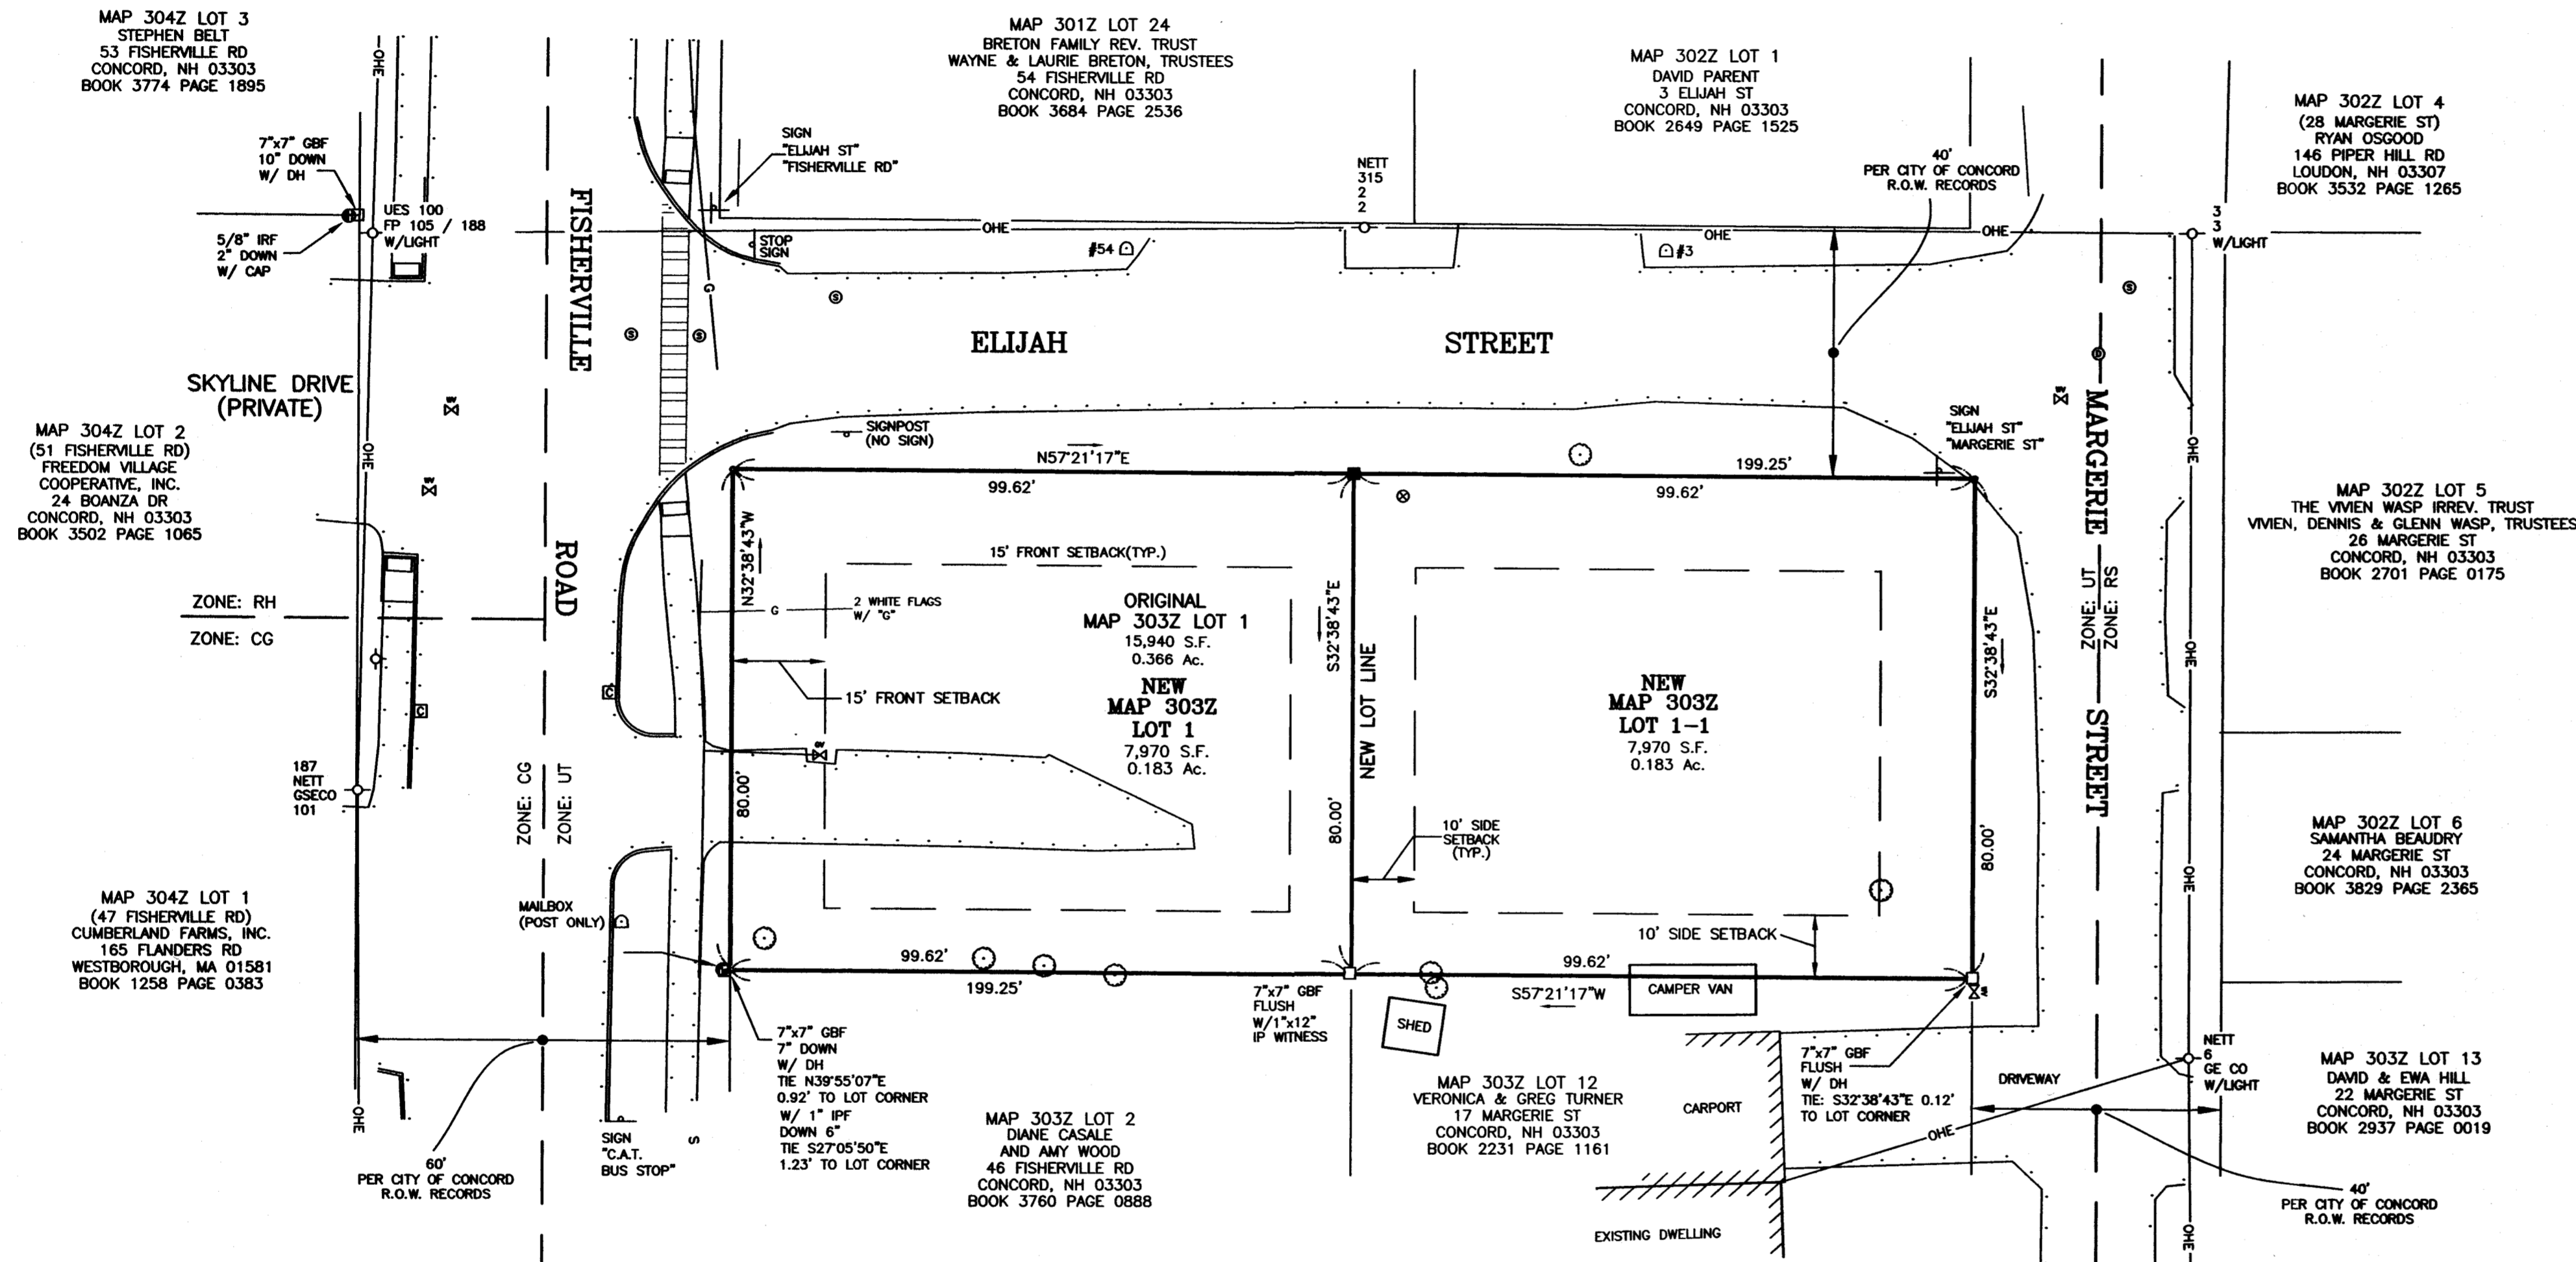 MAP 304Z LOT 3
STEPHEN BELT
53 FISHERVILLE RD
CONCORD, NH 03303
BOOK 3774 PAGE 1895
MAP 301Z LOT 24
BRETON FAMILY REV. TRUST
WAYNE & LAURIE BRETON, TRUSTEES
54 FISHERVILLE RD
CONCORD, NH 03303
BOOK 3684 PAGE 2536
MAP 302Z LOT 1
DAVID PARENT
3 ELIJAH ST
CONCORD, NH 03303
BOOK 2649 PAGE 1525
MAP 302Z LOT 4
(28 MARGERIE ST)
RYAN OSGOOD
146 PIPER HILL RD
LOUDON, NH 03307
BOOK 3532 PAGE 1265
OHE
7"x7" GBF
10" DOWN
W/ DH
5/8" IRF
2" DOWN
W/ CAP
UES 100
FP 105 / 188
W/LIGHT
SIGN
"ELIJAH ST"
"FISHERVILLE RD"
STOP
SIGN
OHE
NETT
315
2
2
#54
OHE
#3
40'
PER CITY OF CONCORD
R.O.W. RECORDS
OHE
3
3
W/LIGHT
G
S
S
S
S
D
FISHERVILLE
ROAD
ELIJAH STREET
MARGERIE STREET
SKYLINE DRIVE
(PRIVATE)
WV
WV
WV
OHE
OHE
MAP 304Z LOT 2
(51 FISHERVILLE RD)
FREEDOM VILLAGE
COOPERATIVE, INC.
24 BOANZA DR
CONCORD, NH 03303
BOOK 3502 PAGE 1065
SIGNPOST
(NO SIGN)
SIGN
"ELIJAH ST"
"MARGERIE ST"
N57°21'17"E
199.25'
99.62'
99.62'
MAP 302Z LOT 5
THE VIVIEN WASP IRREV. TRUST
VIVIEN, DENNIS & GLENN WASP, TRUSTEES
26 MARGERIE ST
CONCORD, NH 03303
BOOK 2701 PAGE 0175
N32°38'43"W
80.00'
15' FRONT SETBACK(TYP.)
G
2 WHITE FLAGS
W/ "G"
ORIGINAL
MAP 303Z LOT 1
15,940 S.F.
0.366 Ac.
NEW
MAP 303Z
LOT 1
7,970 S.F.
0.183 Ac.
15' FRONT SETBACK
S32°38'43"E
NEW LOT LINE
80.00'
NEW
MAP 303Z
LOT 1-1
7,970 S.F.
0.183 Ac.
S32°38'43"E
80.00'
ZONE: UT
ZONE: RS
ZONE: RH
ZONE: CG
C
C
ZONE: CG
ZONE: UT
187
NETT
GSECO
101
GV
OHE
OHE
10' SIDE
SETBACK
(TYP.)
MAP 302Z LOT 6
SAMANTHA BEAUDRY
24 MARGERIE ST
CONCORD, NH 03303
BOOK 3829 PAGE 2365
MAP 304Z LOT 1
(47 FISHERVILLE RD)
CUMBERLAND FARMS, INC.
165 FLANDERS RD
WESTBOROUGH, MA 01581
BOOK 1258 PAGE 0383
MAILBOX
(POST ONLY)
99.62'
199.25'
10' SIDE SETBACK
99.62'
S57°21'17"W
CAMPER VAN
7"x7" GBF
FLUSH
W/1"x12"
IP WITNESS
SHED
7"x7" GBF
7" DOWN
W/ DH
TIE N39°55'07"E
0.92' TO LOT CORNER
W/ 1" IPF
DOWN 6"
TIE S27°05'50"E
1.23' TO LOT CORNER
OHE
60'
PER CITY OF CONCORD
R.O.W. RECORDS
SIGN
"C.A.T.
BUS STOP"
S
MAP 303Z LOT 2
DIANE CASALE
AND AMY WOOD
46 FISHERVILLE RD
CONCORD, NH 03303
BOOK 3760 PAGE 0888
MAP 303Z LOT 12
VERONICA & GREG TURNER
17 MARGERIE ST
CONCORD, NH 03303
BOOK 2231 PAGE 1161
7"x7" GBF
FLUSH
W/ DH
TIE: S32°38'43"E 0.12'
TO LOT CORNER
CARPORT
DRIVEWAY
OHE
EXISTING DWELLING
NETT
6
GE CO
W/LIGHT
MAP 303Z LOT 13
DAVID & EWA HILL
22 MARGERIE ST
CONCORD, NH 03303
BOOK 2937 PAGE 0019
40'
PER CITY OF CONCORD
R.O.W. RECORDS
OHE